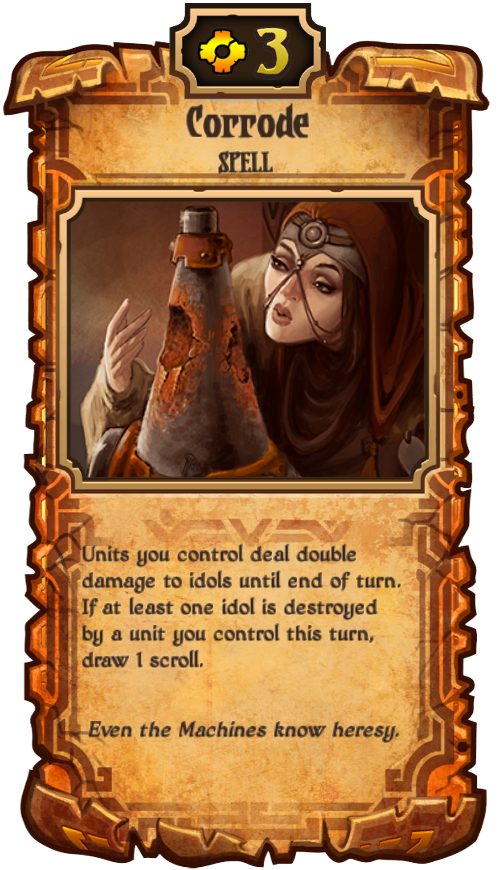 3
Corrode
SPELL
Units you control deal double
damage to idols until end of turn.
If at least one idol is destroyed
by a unit you control this turn,
draw 1 scroll.
Even the Machines know heresy.